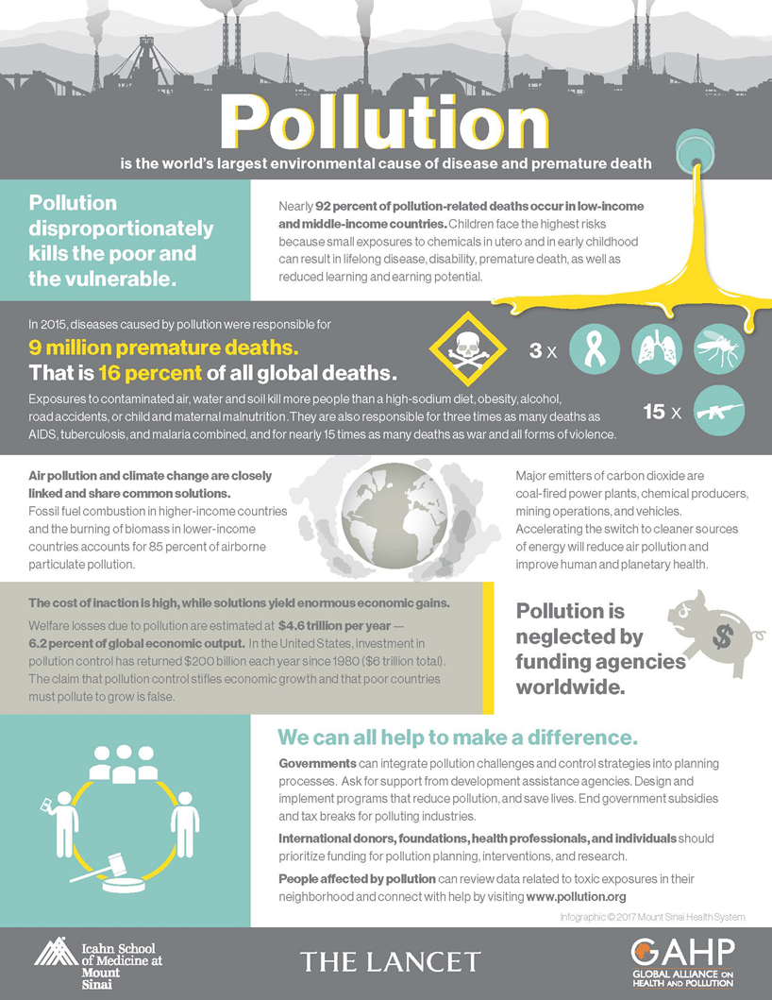 Pollution
is the world's largest environmental cause of disease and premature death
Pollution
disproportionately
kills the poor and
the vulnerable.
Nearly 92 percent of pollution-related deaths occur in low-income
and middle-income countries. Children face the highest risks
because small exposures to chemicals in utero and in early childhood
can result in lifelong disease, disability, premature death, as well as
reduced learning and earning potential.
In 2015, diseases caused by pollution were responsible for
9 million premature deaths.
That is 16 percent of all global deaths.
Exposures to contaminated air, water and soil kill more people than a high-sodium diet, obesity, alcohol,
road accidents, or child and maternal malnutrition. They are also responsible for three times as many deaths as
AIDS, tuberculosis, and malaria combined, and for nearly 15 times as many deaths as war and all forms of violence.
3 x
15 x
Air pollution and climate change are closely
linked and share common solutions.
Fossil fuel combustion in higher-income countries
and the burning of biomass in lower-income
countries accounts for 85 percent of airborne
particulate pollution.
Major emitters of carbon dioxide are
coal-fired power plants, chemical producers,
mining operations, and vehicles.
Accelerating the switch to cleaner sources
of energy will reduce air pollution and
improve human and planetary health.
The cost of inaction is high, while solutions yield enormous economic gains.
Welfare losses due to pollution are estimated at $4.6 trillion per year —
6.2 percent of global economic output. In the United States, investment in
pollution control has returned $200 billion each year since 1980 ($6 trillion total).
The claim that pollution control stifles economic growth and that poor countries
must pollute to grow is false.
Pollution is
neglected by
funding agencies
worldwide.
$
We can all help to make a difference.
Governments can integrate pollution challenges and control strategies into planning
processes. Ask for support from development assistance agencies. Design and
implement programs that reduce pollution, and save lives. End government subsidies
and tax breaks for polluting industries.
International donors, foundations, health professionals, and individuals should
prioritize funding for pollution planning, interventions, and research.
People affected by pollution can review data related to toxic exposures in their
neighborhood and connect with help by visiting www.pollution.org
Infographic © 2017 Mount Sinai Health System
Icahn School
of Medicine at
Mount
Sinai
THE LANCET
GAHP
GLOBAL ALLIANCE ON
HEALTH AND POLLUTION